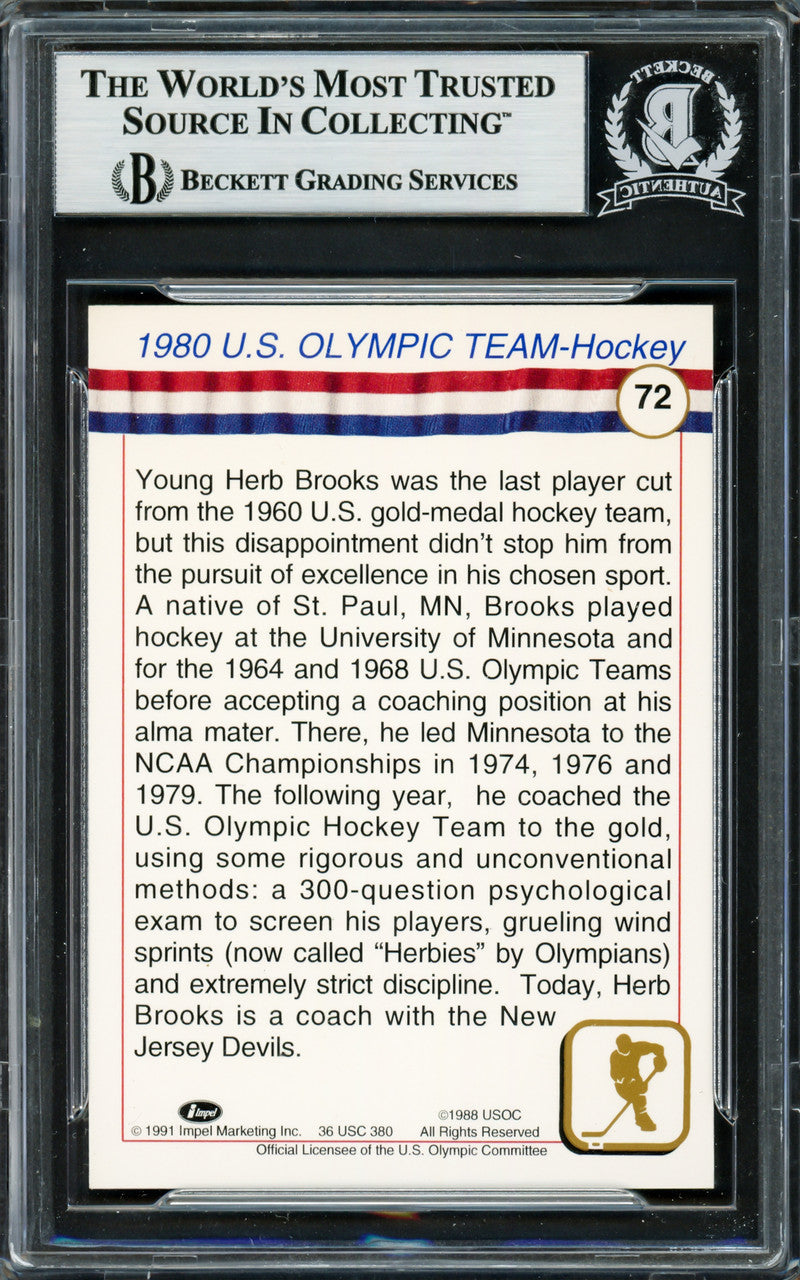 THE WORLD'S MOST TRUSTED
SOURCE IN COLLECTING™
B BECKETT GRADING SERVICES
BECKETT
B
AUTHENTIC
1980 U.S. OLYMPIC TEAM-Hockey
72
Young Herb Brooks was the last player cut
from the 1960 U.S. gold-medal hockey team,
but this disappointment didn't stop him from
the pursuit of excellence in his chosen sport.
A native of St. Paul, MN, Brooks played
hockey at the University of Minnesota and
for the 1964 and 1968 U.S. Olympic Teams
before accepting a coaching position at his
alma mater. There, he led Minnesota to the
NCAA Championships in 1974, 1976 and
1979. The following year, he coached the
U.S. Olympic Hockey Team to the gold,
using some rigorous and unconventional
methods: a 300-question psychological
exam to screen his players, grueling wind
sprints (now called "Herbies" by Olympians)
and extremely strict discipline. Today, Herb
Brooks is a coach with the New
Jersey Devils.
Impel
©1988 USOC
© 1991 Impel Marketing Inc. 36 USC 380 All Rights Reserved
Official Licensee of the U.S. Olympic Committee